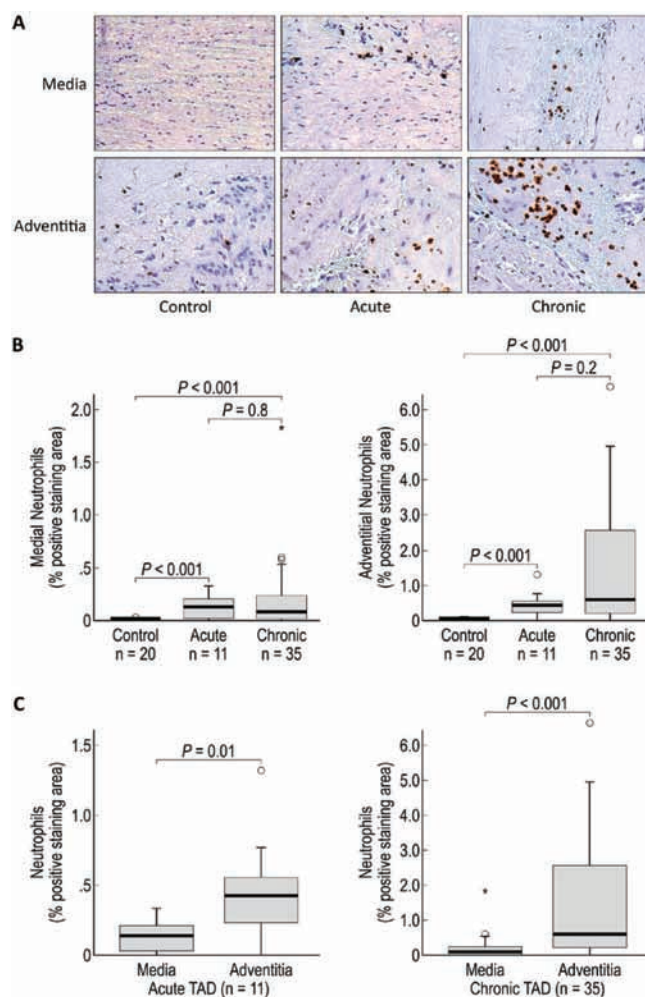 A
Media
Adventitia
Control Acute Chronic
B
P < 0.001
P = 0.8
P < 0.001
2.0
1.5
1.0
.5
0
Medial Neutrophils
(% positive staining area)
Control Acute Chronic
n = 20 n = 11 n = 35
P < 0.001
P = 0.2
P < 0.001
6.0
5.0
4.0
3.0
2.0
1.0
0
Adventitial Neutrophils
(% positive staining area)
Control Acute Chronic
n = 20 n = 11 n = 35
C
P = 0.01
1.5
1.0
.5
0
Neutrophils
(% positive staining area)
Media Adventitia
Acute TAD (n = 11)
P < 0.001
6.0
5.0
4.0
3.0
2.0
1.0
0
Neutrophils
(% positive staining area)
Media Adventitia
Chronic TAD (n = 35)